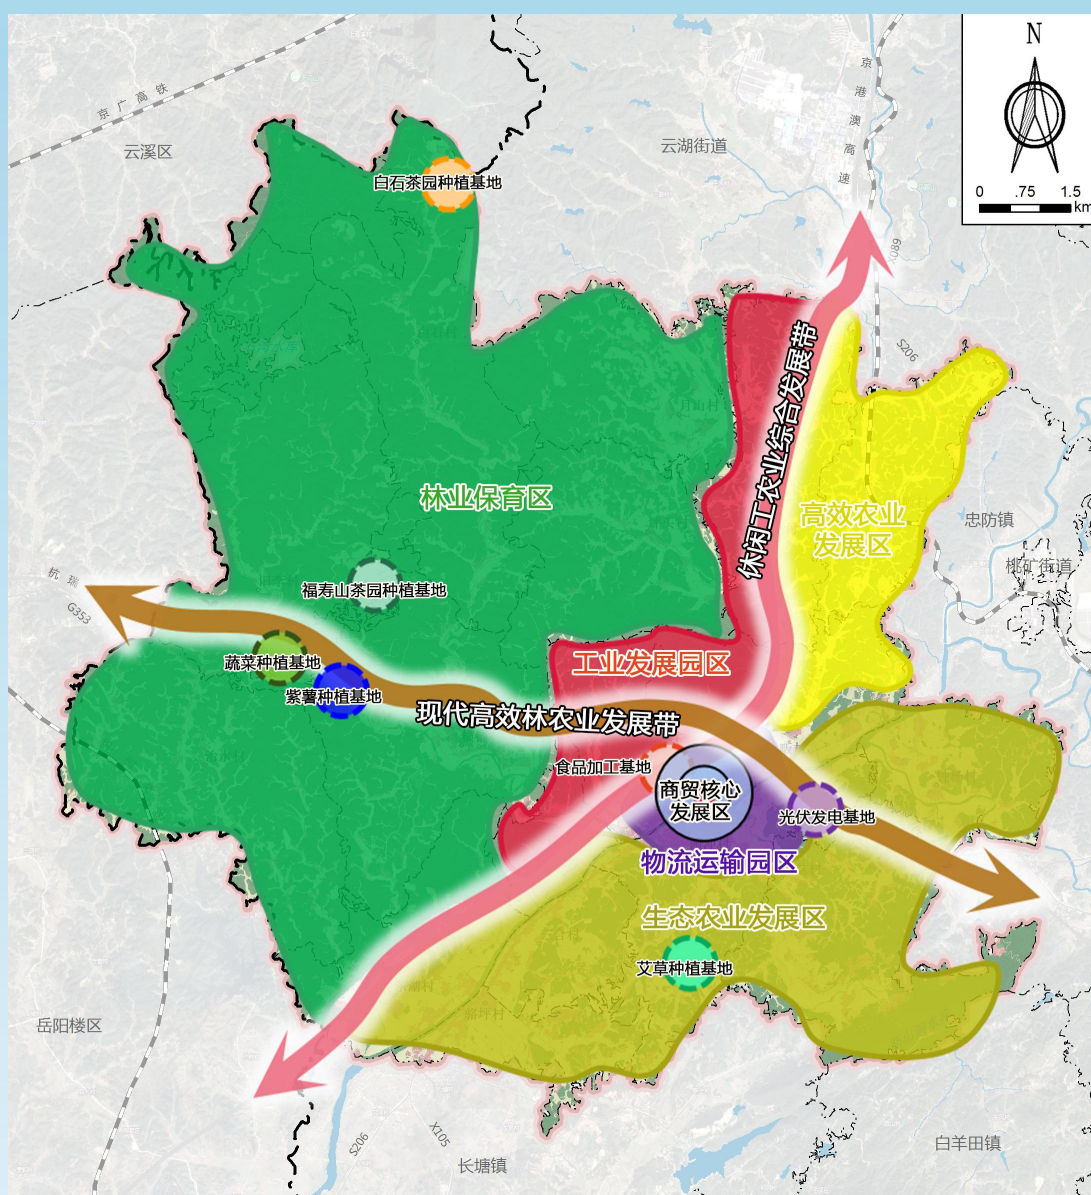 N
0 .75 1.5
km
京广高铁
云溪区
云湖街道
京港澳高速
白石茶园种植基地
S206
休闲工农业综合发展带
月山村
林业保育区
高效农业
发展区
忠防镇
桃矿街道
杭瑞
G353
福寿山茶园种植基地
工业发展园区
蔬菜种植基地
紫薯种植基地
现代高效林农业发展带
食品加工基地
商贸核心
发展区
光伏发电基地
物流运输园区
生态农业发展区
艾草种植基地
岳阳楼区
S206
X105
长塘镇
白羊田镇